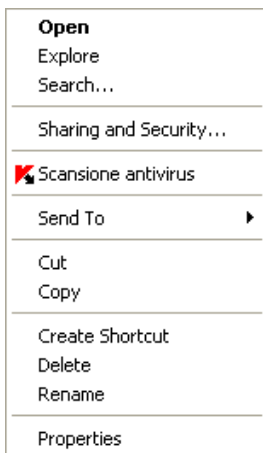 Open
Explore
Search...
Sharing and Security...
Scansione antivirus
Send To
Cut
Copy
Create Shortcut
Delete
Rename
Properties